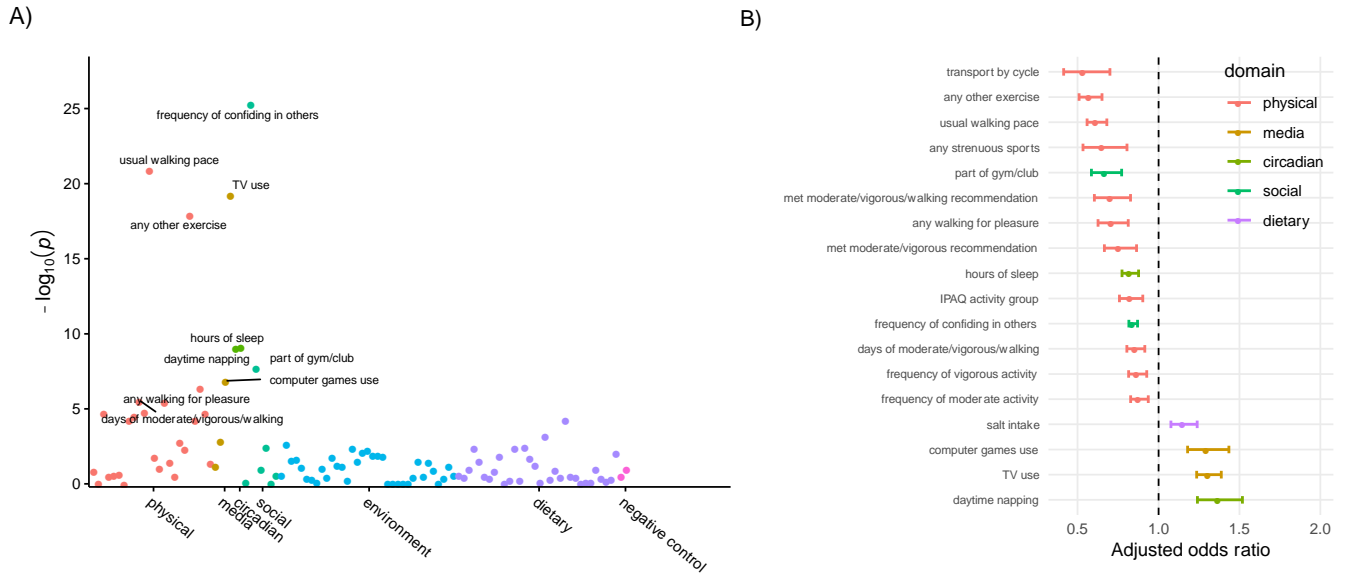 A)
25
20
15
10
5
0
− log10(p)
frequency of confiding in others
usual walking pace
TV use
any other exercise
hours of sleep
daytime napping
part of gym/club
computer games use
any walking for pleasure
days of moderate/vigorous/walking
physical
media
circadian
social
environment
dietary
negative control
B)
transport by cycle
any other exercise
usual walking pace
any strenuous sports
part of gym/club
met moderate/vigorous/walking recommendation
any walking for pleasure
met moderate/vigorous recommendation
hours of sleep
IPAQ activity group
frequency of confiding in others
days of moderate/vigorous/walking
frequency of vigorous activity
frequency of moderate activity
salt intake
computer games use
TV use
daytime napping
domain
physical
media
circadian
social
dietary
0.5 1.0 1.5 2.0
Adjusted odds ratio